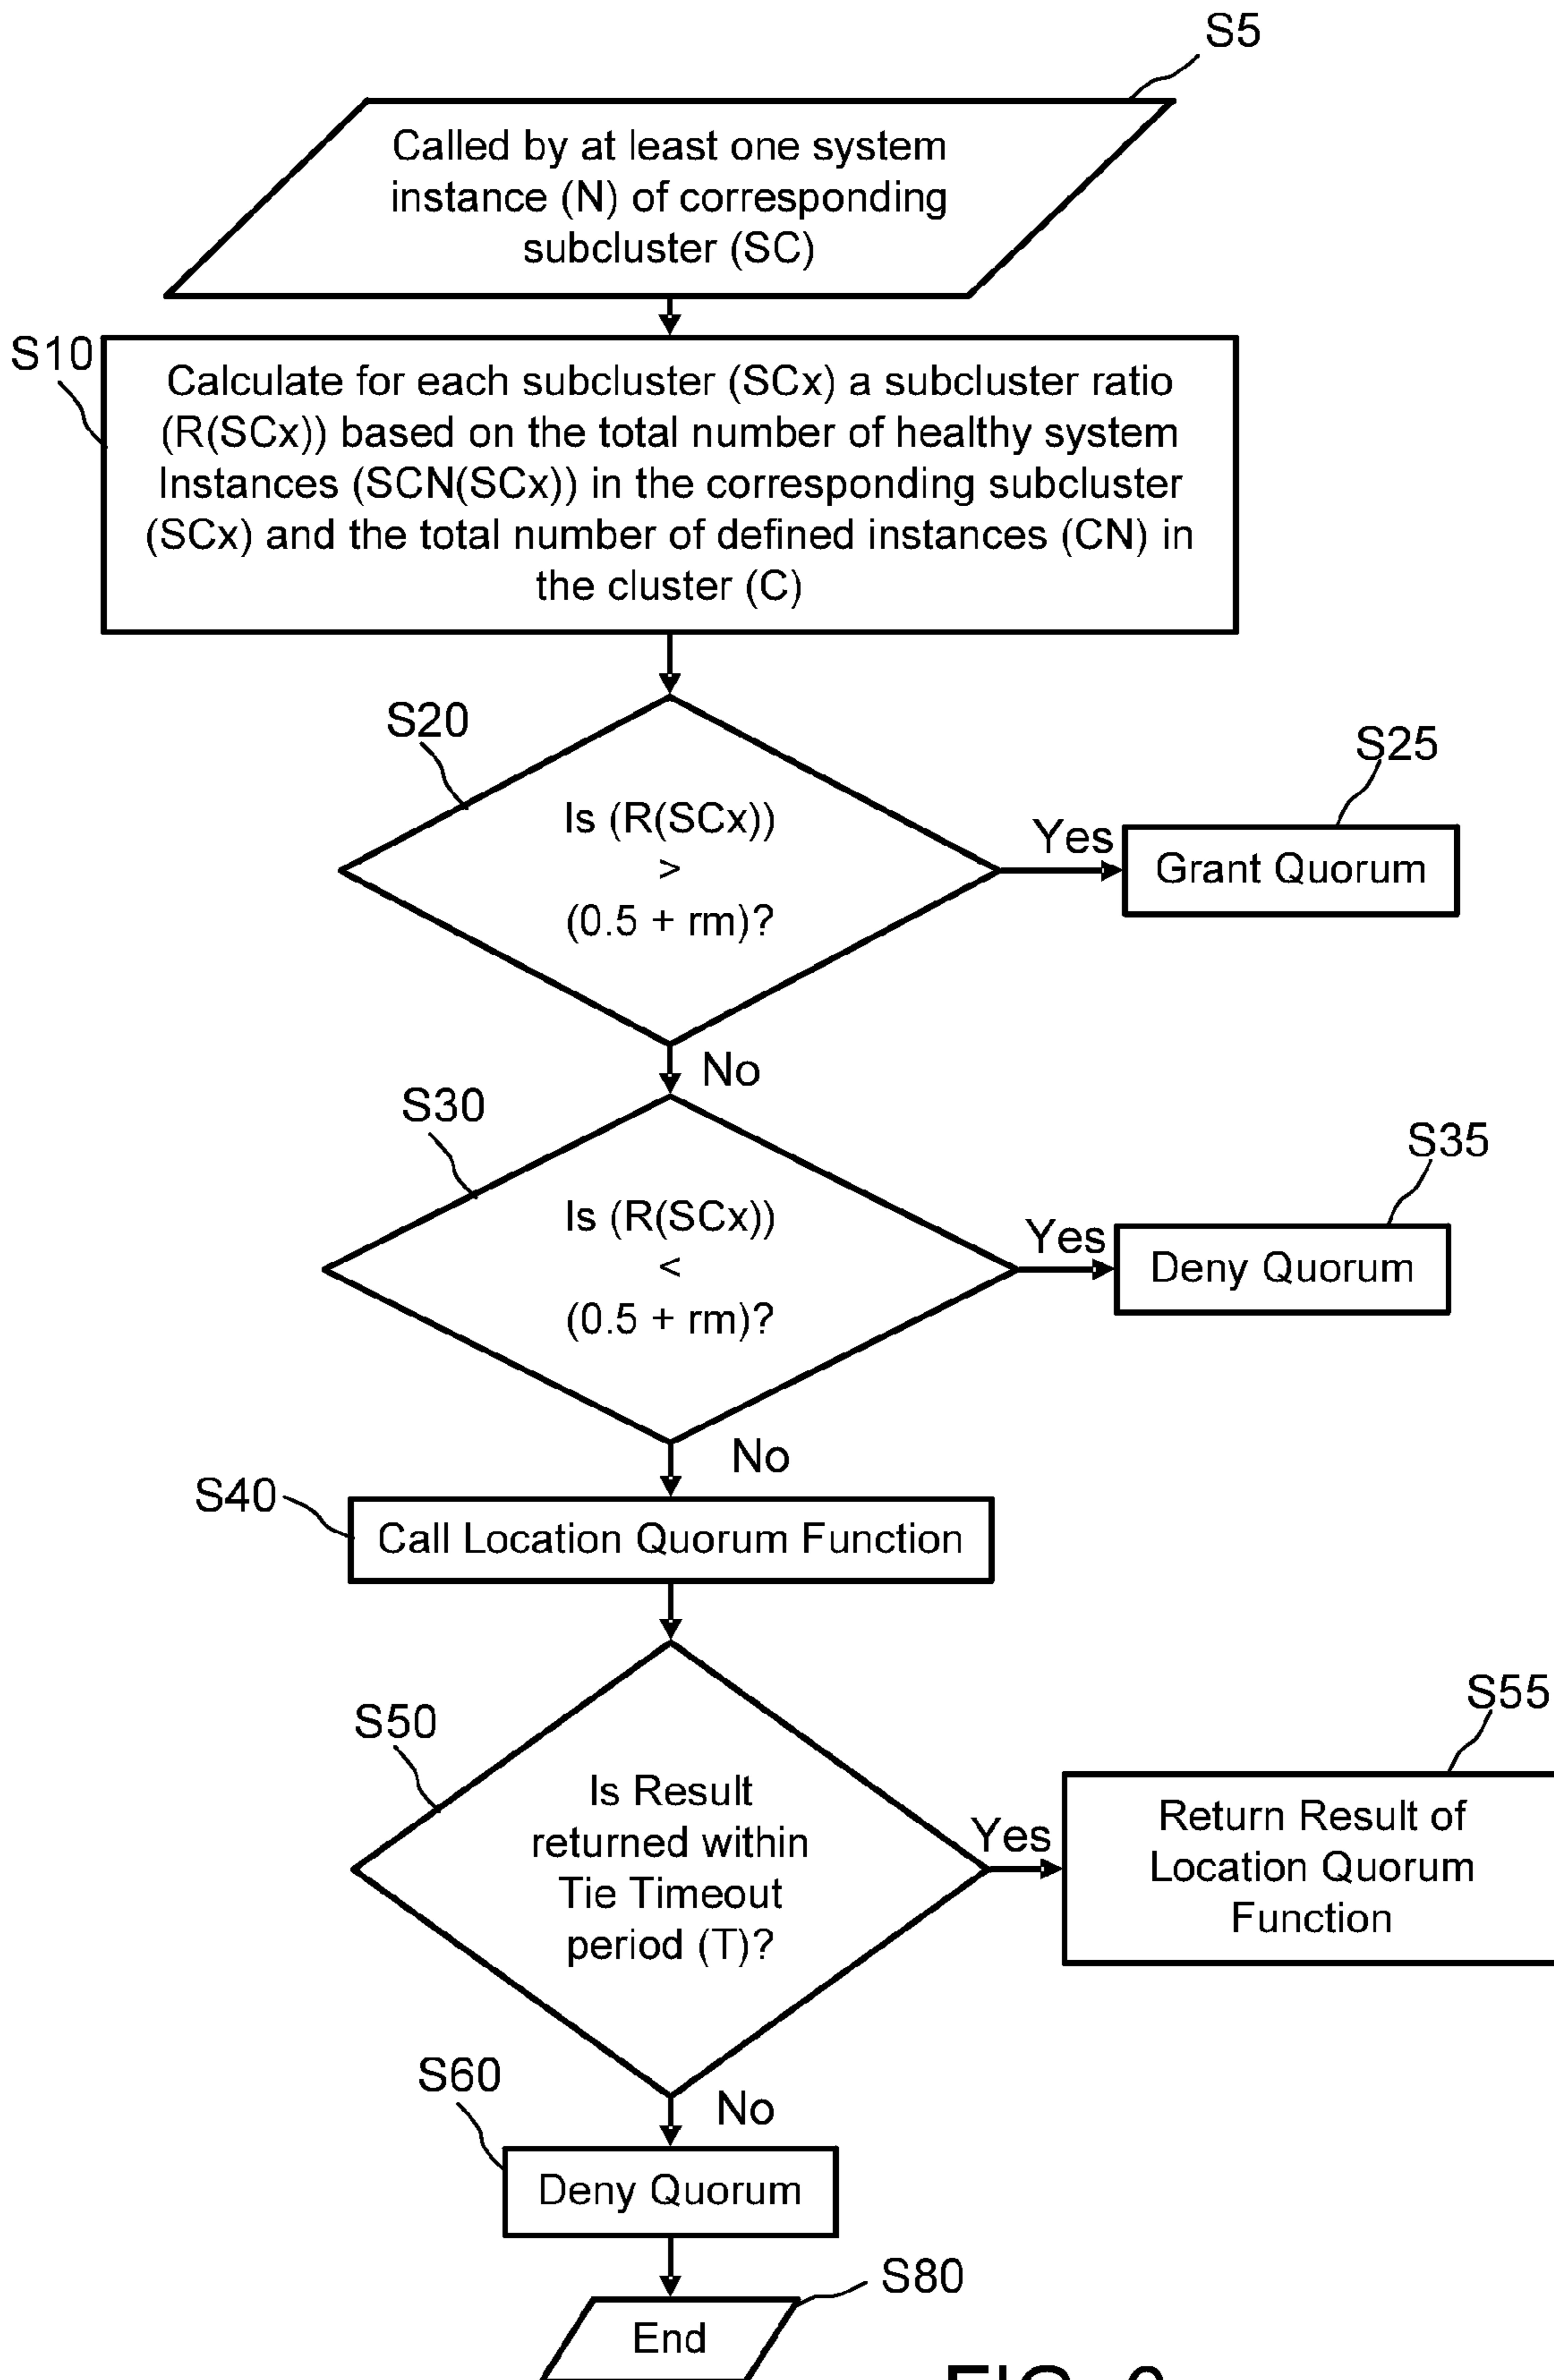 S5
Called by at least one system
instance (N) of corresponding
subcluster (SC)
S10
Calculate for each subcluster (SCx) a subcluster ratio
(R(SCx)) based on the total number of healthy system
Instances (SCN(SCx)) in the corresponding subcluster
(SCx) and the total number of defined instances (CN) in
the cluster (C)
S20
Is (R(SCx))
>
(0.5 + rm)?
Yes
S25
Grant Quorum
No
S30
Is (R(SCx))
<
(0.5 + rm)?
Yes
S35
Deny Quorum
No
S40
Call Location Quorum Function
S50
Is Result
returned within
Tie Timeout
period (T)?
Yes
S55
Return Result of
Location Quorum
Function
No
S60
Deny Quorum
S80
End